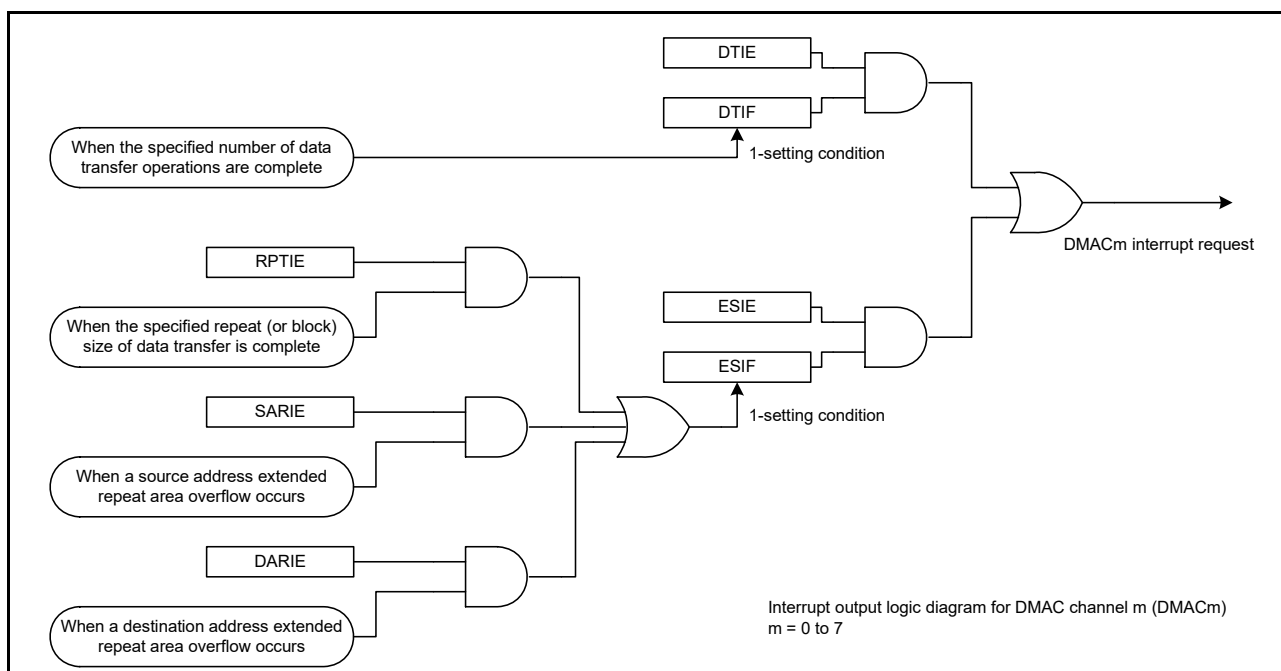 DTIE
DTIF
When the specified number of data
transfer operations are complete
1-setting condition
DMACm interrupt request
RPTIE
When the specified repeat (or block)
size of data transfer is complete
ESIE
ESIF
1-setting condition
SARIE
When a source address extended
repeat area overflow occurs
DARIE
When a destination address extended
repeat area overflow occurs
Interrupt output logic diagram for DMAC channel m (DMACm)
m = 0 to 7